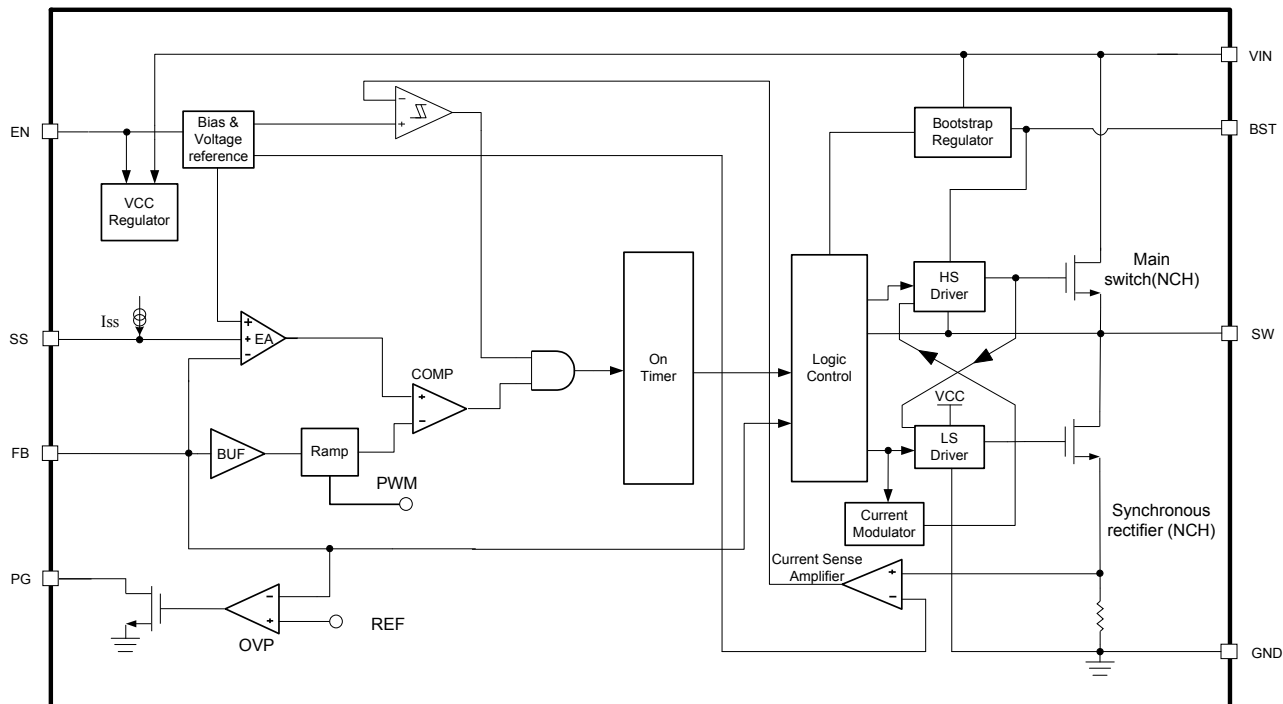 VIN
EN
Bias &
Voltage
reference
−
+
Bootstrap
Regulator
BST
VCC
Regulator
HS
Driver
Main
switch(NCH)
Iss
SS
+
+
−
EA
On
Timer
Logic
Control
SW
COMP
+
−
VCC
LS
Driver
FB
BUF
Ramp
PWM
Current
Modulator
Synchronous
rectifier (NCH)
PG
Current Sense
Amplifier
+
−
−
+
OVP
REF
GND